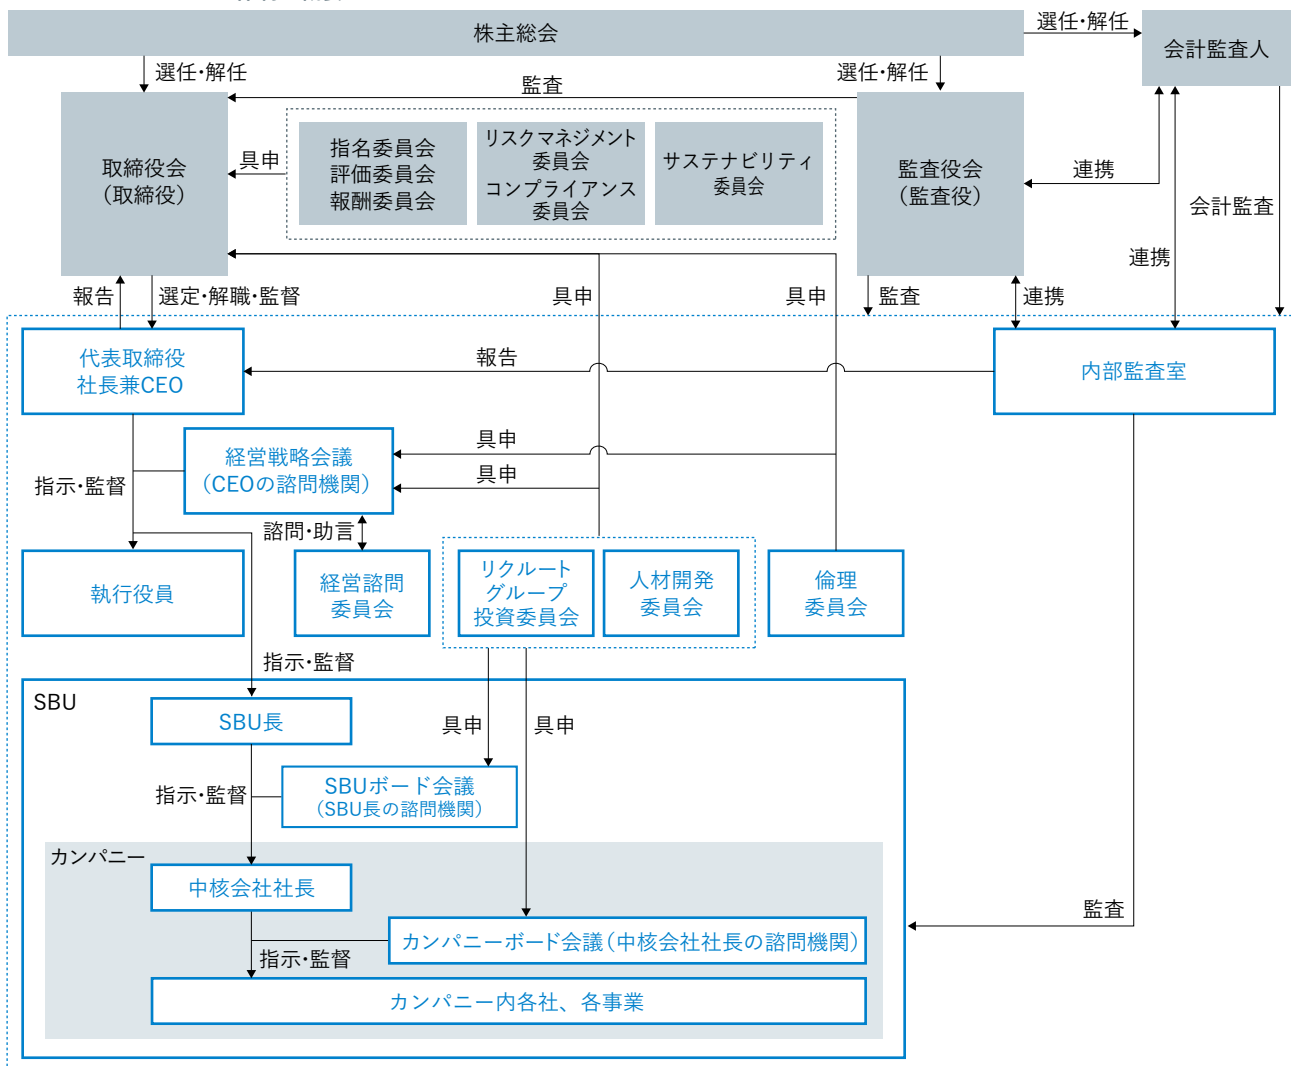 株主総会
選任・解任
会計監査人
選任・解任
選任・解任
監査
取締役会
（取締役）
具申
指名委員会
評価委員会
報酬委員会
リスクマネジメント
委員会
コンプライアンス
委員会
サステナビリティ
委員会
監査役会
（監査役）
連携
会計監査
連携
報告
選定・解職・監督
具申
具申
監査
連携
代表取締役
社長兼CEO
報告
内部監査室
経営戦略会議
（CEOの諮問機関）
具申
具申
指示・監督
諮問・助言
執行役員
経営諮問
委員会
リクルート
グループ
投資委員会
人材開発
委員会
倫理
委員会
指示・監督
SBU
SBU長
具申
具申
指示・監督
SBUボード会議
（SBU長の諮問機関）
カンパニー
中核会社社長
監査
カンパニーボード会議（中核会社社長の諮問機関）
指示・監督
カンパニー内各社、各事業